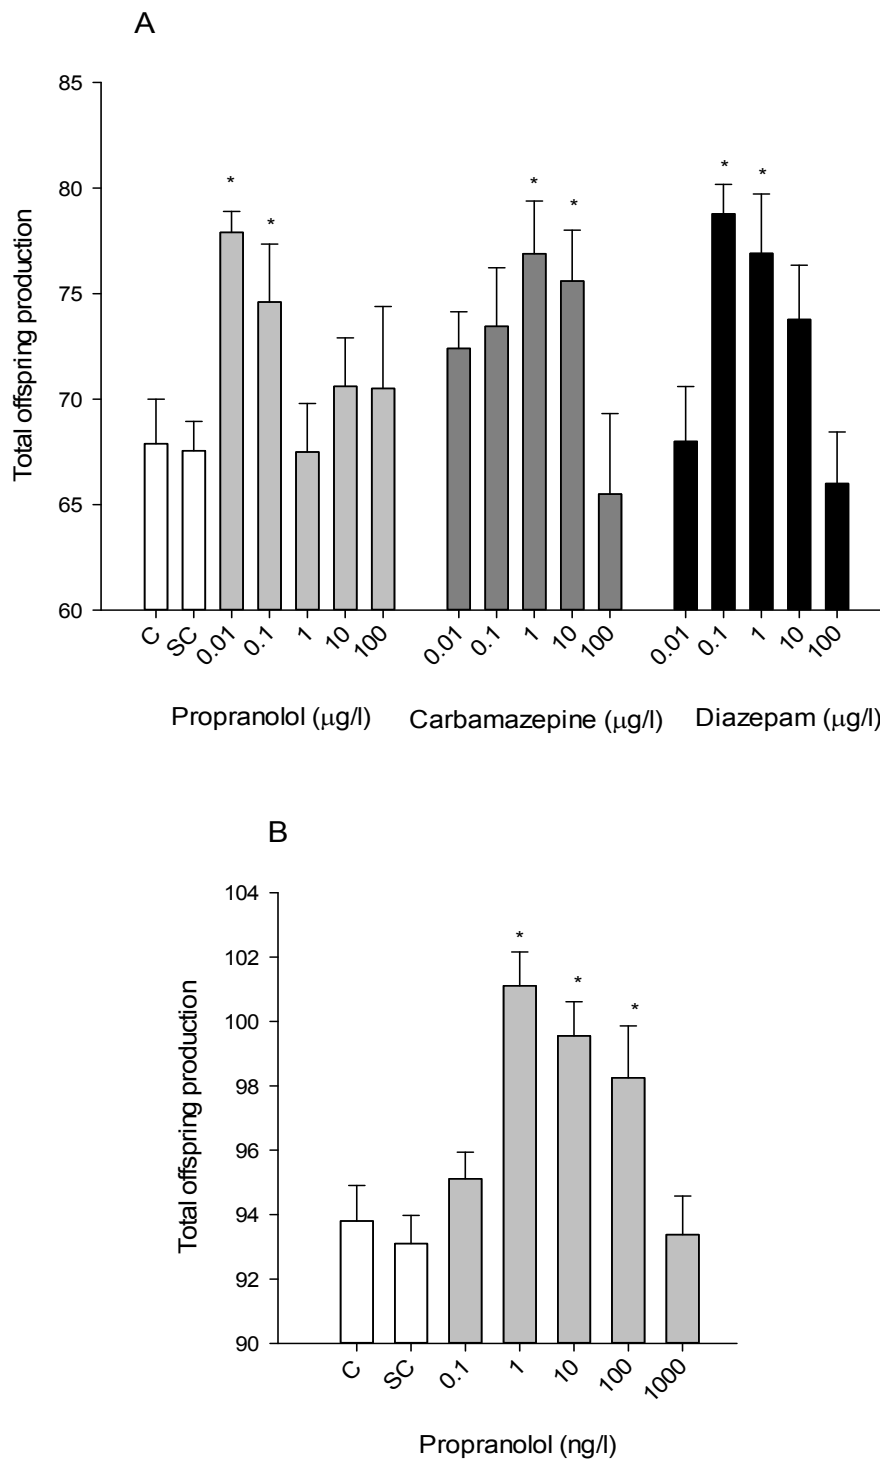 A
85
80
75
70
65
60
Total offspring production
* * * * * *
C SC 0.01 0.1 1 10 100 0.01 0.1 1 10 100 0.01 0.1 1 10 100
Propranolol (μg/l) Carbamazepine (μg/l) Diazepam (μg/l)
B
104
102
100
98
96
94
92
90
Total offspring production
* * *
C SC 0.1 1 10 100 1000
Propranolol (ng/l)